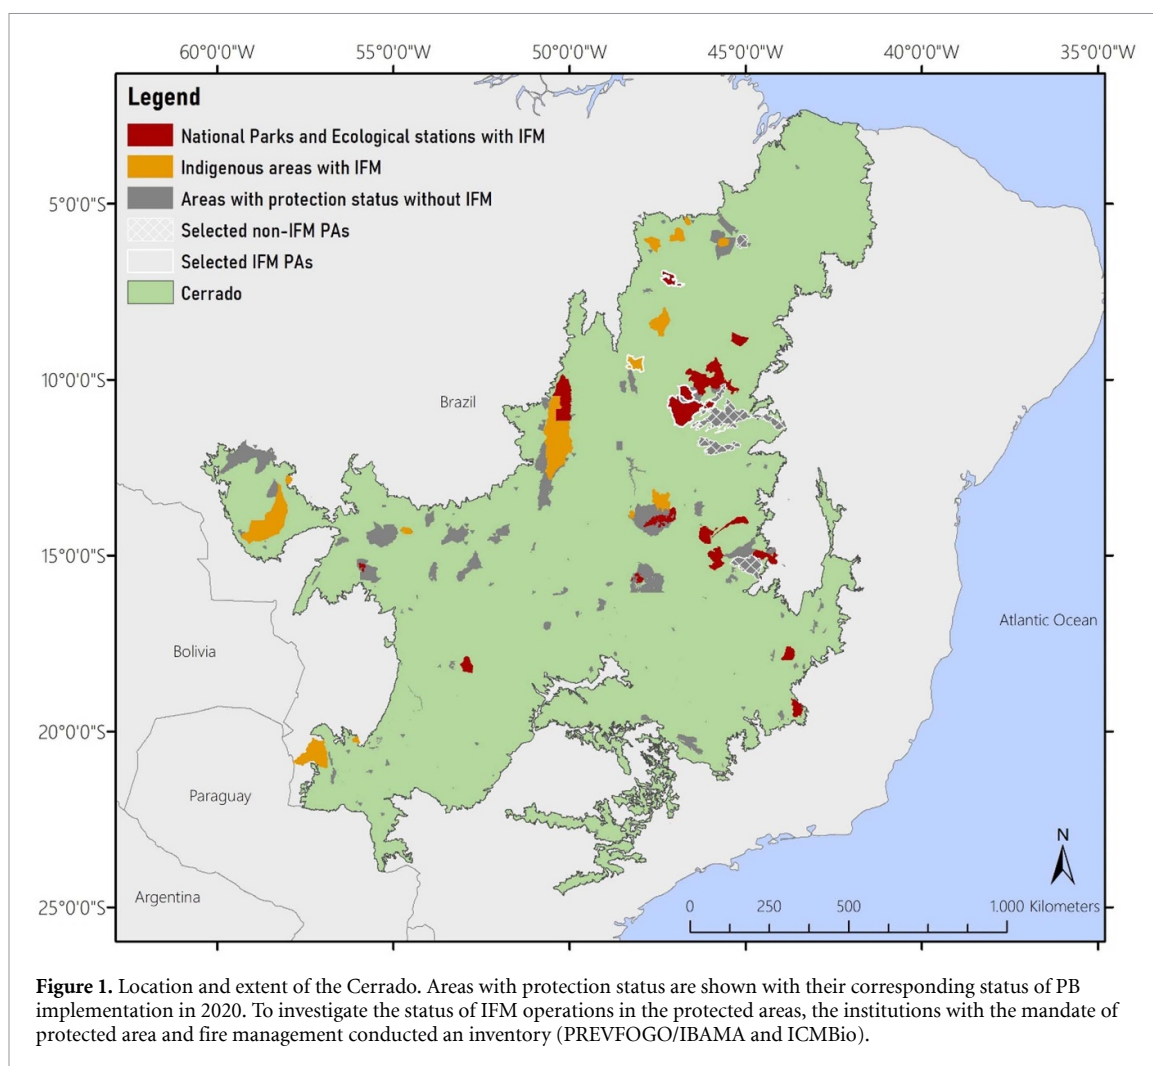 60°0'0"W 55°0'0"W 50°0'0"W 45°0'0"W 40°0'0"W 35°0'0"W
Legend
National Parks and Ecological stations with IFM
Indigenous areas with IFM
Areas with protection status without IFM
Selected non-IFM PAs
Selected IFM PAs
Cerrado
5°0'0"S
10°0'0"S
15°0'0"S
20°0'0"S
25°0'0"S
Brazil
Atlantic Ocean
Bolivia
Paraguay
Argentina
N
0 250 500 1.000 Kilometers
Figure 1. Location and extent of the Cerrado. Areas with protection status are shown with their corresponding status of PB
implementation in 2020. To investigate the status of IFM operations in the protected areas, the institutions with the mandate of
protected area and fire management conducted an inventory (PREVFOGO/IBAMA and ICMBio).